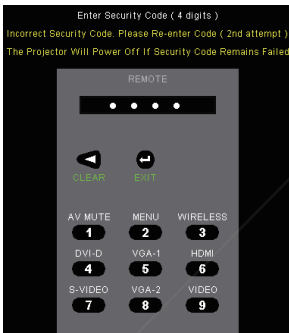 Enter Security Code ( 4 digits )
Incorrect Security Code. Please Re-enter Code ( 2nd attempt )
The Projector Will Power Off If Security Code Remains Failed
REMOTE
CLEAR EXIT
AV MUTE MENU WIRELESS
1 2 3
DVI-D VGA-1 HDMI
4 5 6
S-VIDEO VGA-2 VIDEO
7 8 9